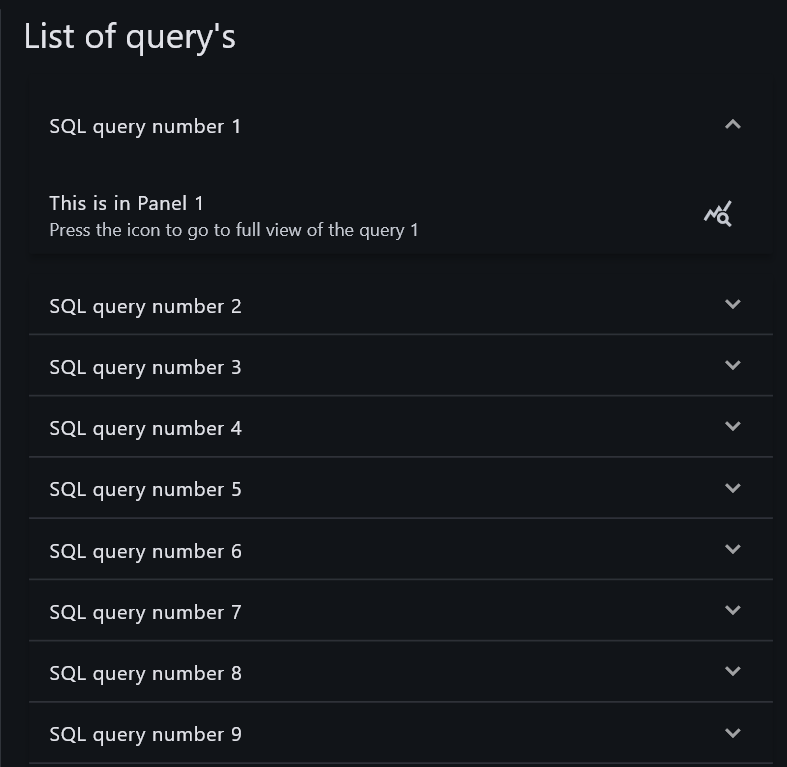 List of query's
SQL query number 1
This is in Panel 1
Press the icon to go to full view of the query 1
SQL query number 2
SQL query number 3
SQL query number 4
SQL query number 5
SQL query number 6
SQL query number 7
SQL query number 8
SQL query number 9